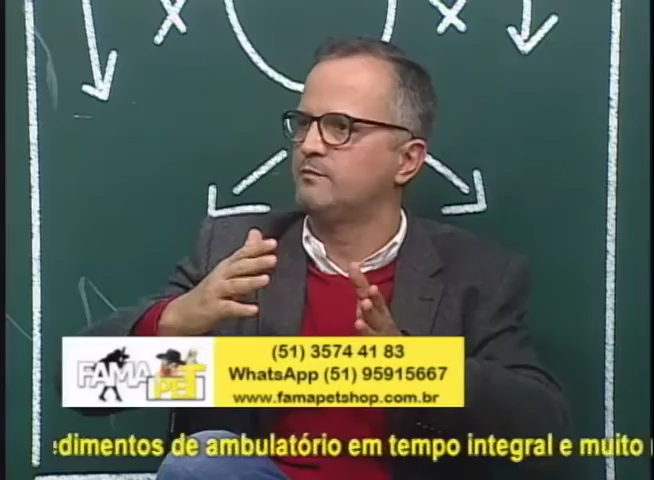 FAMA PET
(51) 3574 41 83
WhatsApp (51) 95915667
www.famapetshop.com.br
edimentos de ambulatório em tempo integral e muito